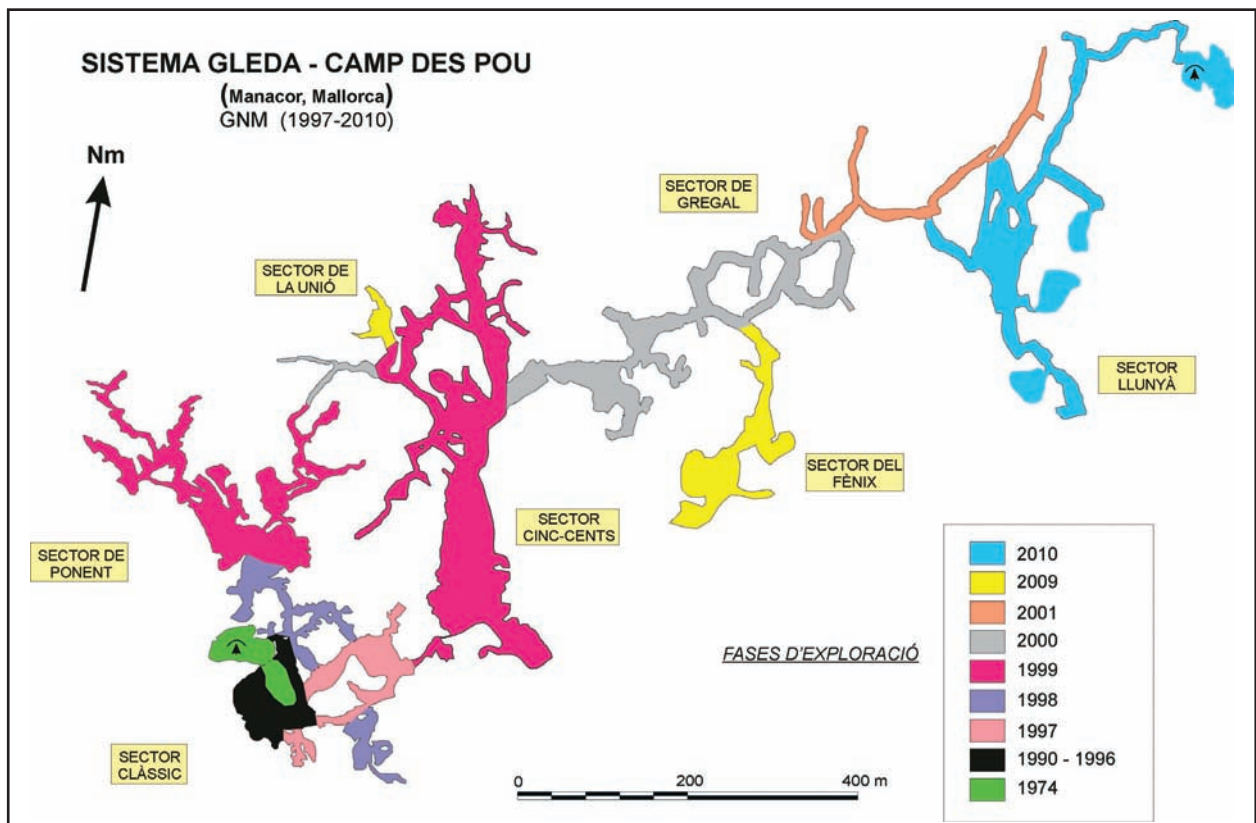 SISTEMA GLEDA - CAMP DES POU
(Manacor, Mallorca)
GNM (1997-2010)
Nm
SECTOR DE
GREGAL
SECTOR DE
LA UNIÓ
SECTOR
LLUNYÀ
SECTOR DEL
FÈNIX
SECTOR
CINC-CENTS
SECTOR DE
PONENT
SECTOR
CLÀSSIC
FASES D'EXPLORACIÓ
2010
2009
2001
2000
1999
1998
1997
1990 - 1996
1974
0 200 400 m